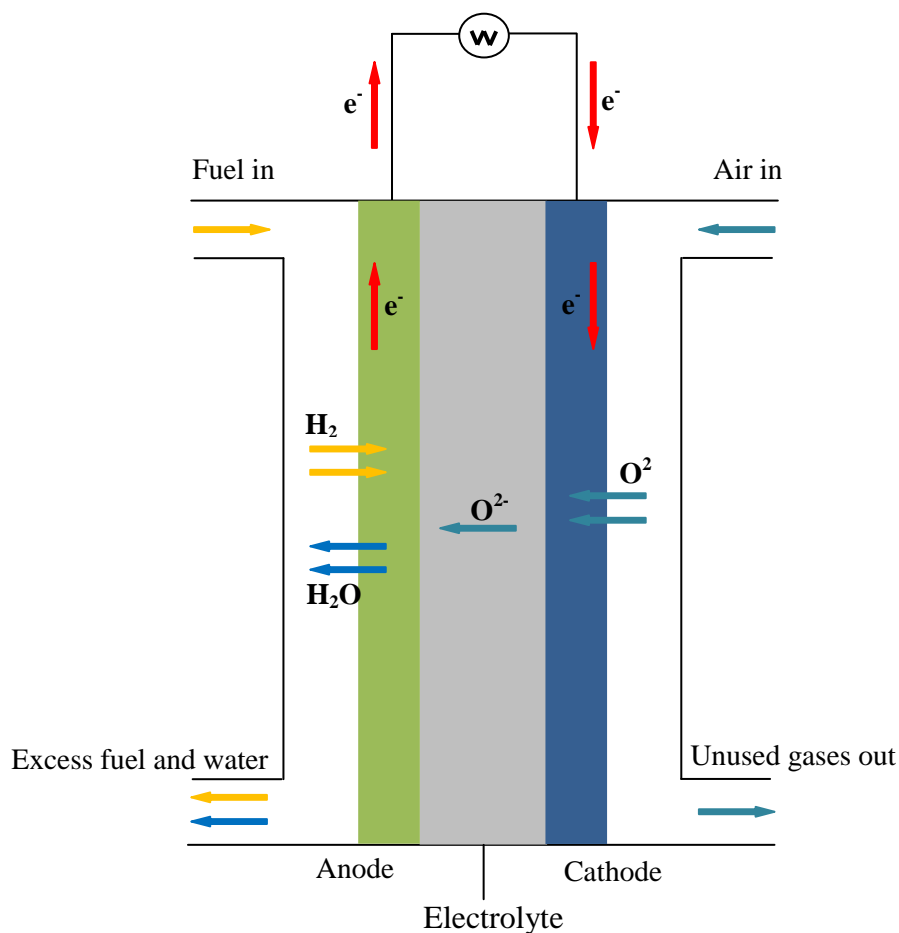 W
e⁻
e⁻
Fuel in
Air in
e⁻
e⁻
H₂
O²
O²⁻
H₂O
Excess fuel and water
Unused gases out
Anode
Cathode
Electrolyte